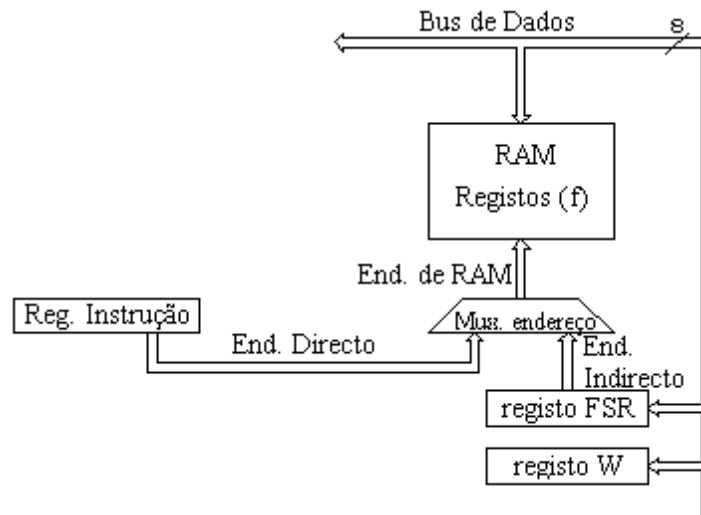 Bus de Dados
8
RAM
Registos (f)
End. de RAM
Reg. Instrução
Mux. endereço
End. Directo
End.
Indirecto
registo FSR
registo W